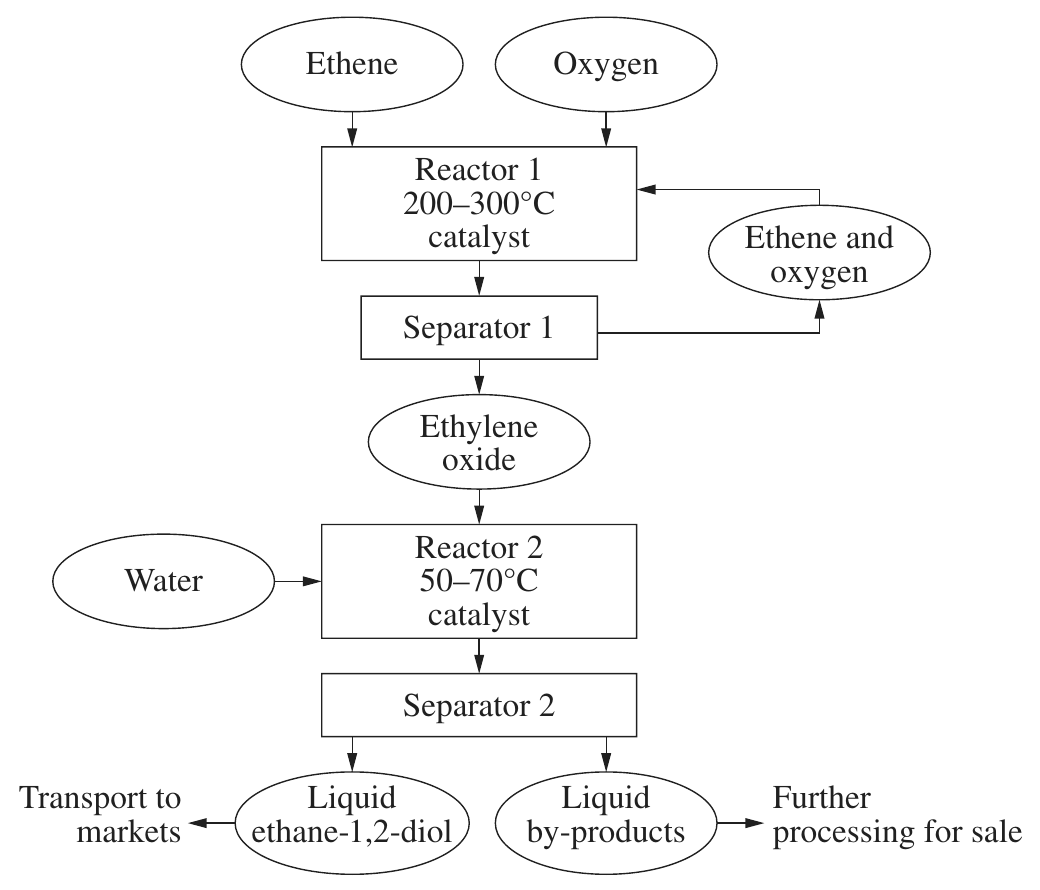 Ethene
Oxygen
Reactor 1
200–300°C
catalyst
Ethene and
oxygen
Separator 1
Ethylene
oxide
Water
Reactor 2
50–70°C
catalyst
Separator 2
Transport to
markets
Liquid
ethane-1,2-diol
Liquid
by-products
Further
processing for sale